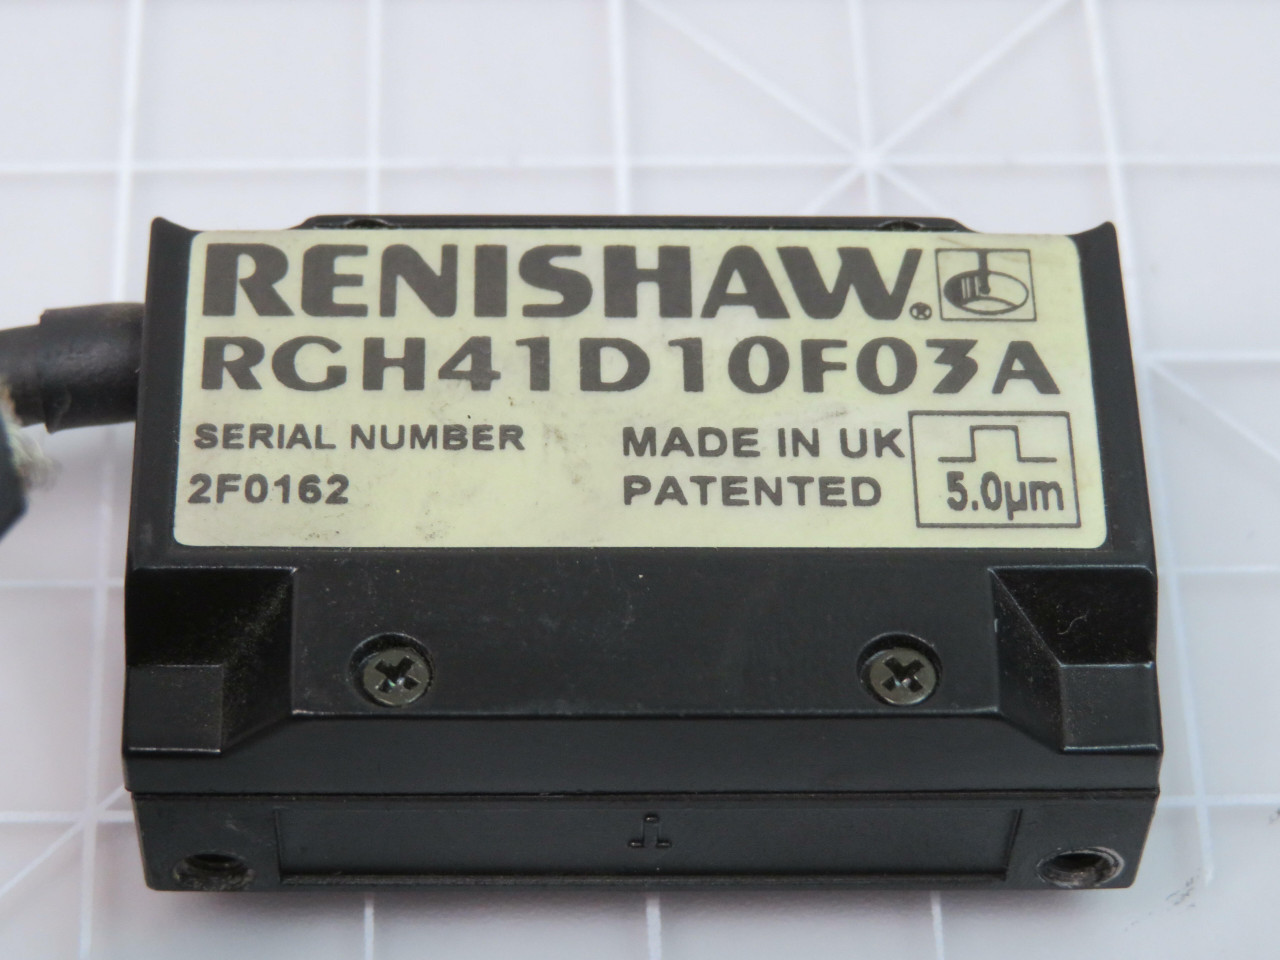 RENISHAW®
RGH41D10F03A
SERIAL NUMBER
2F0162
MADE IN UK
PATENTED
5.0µm